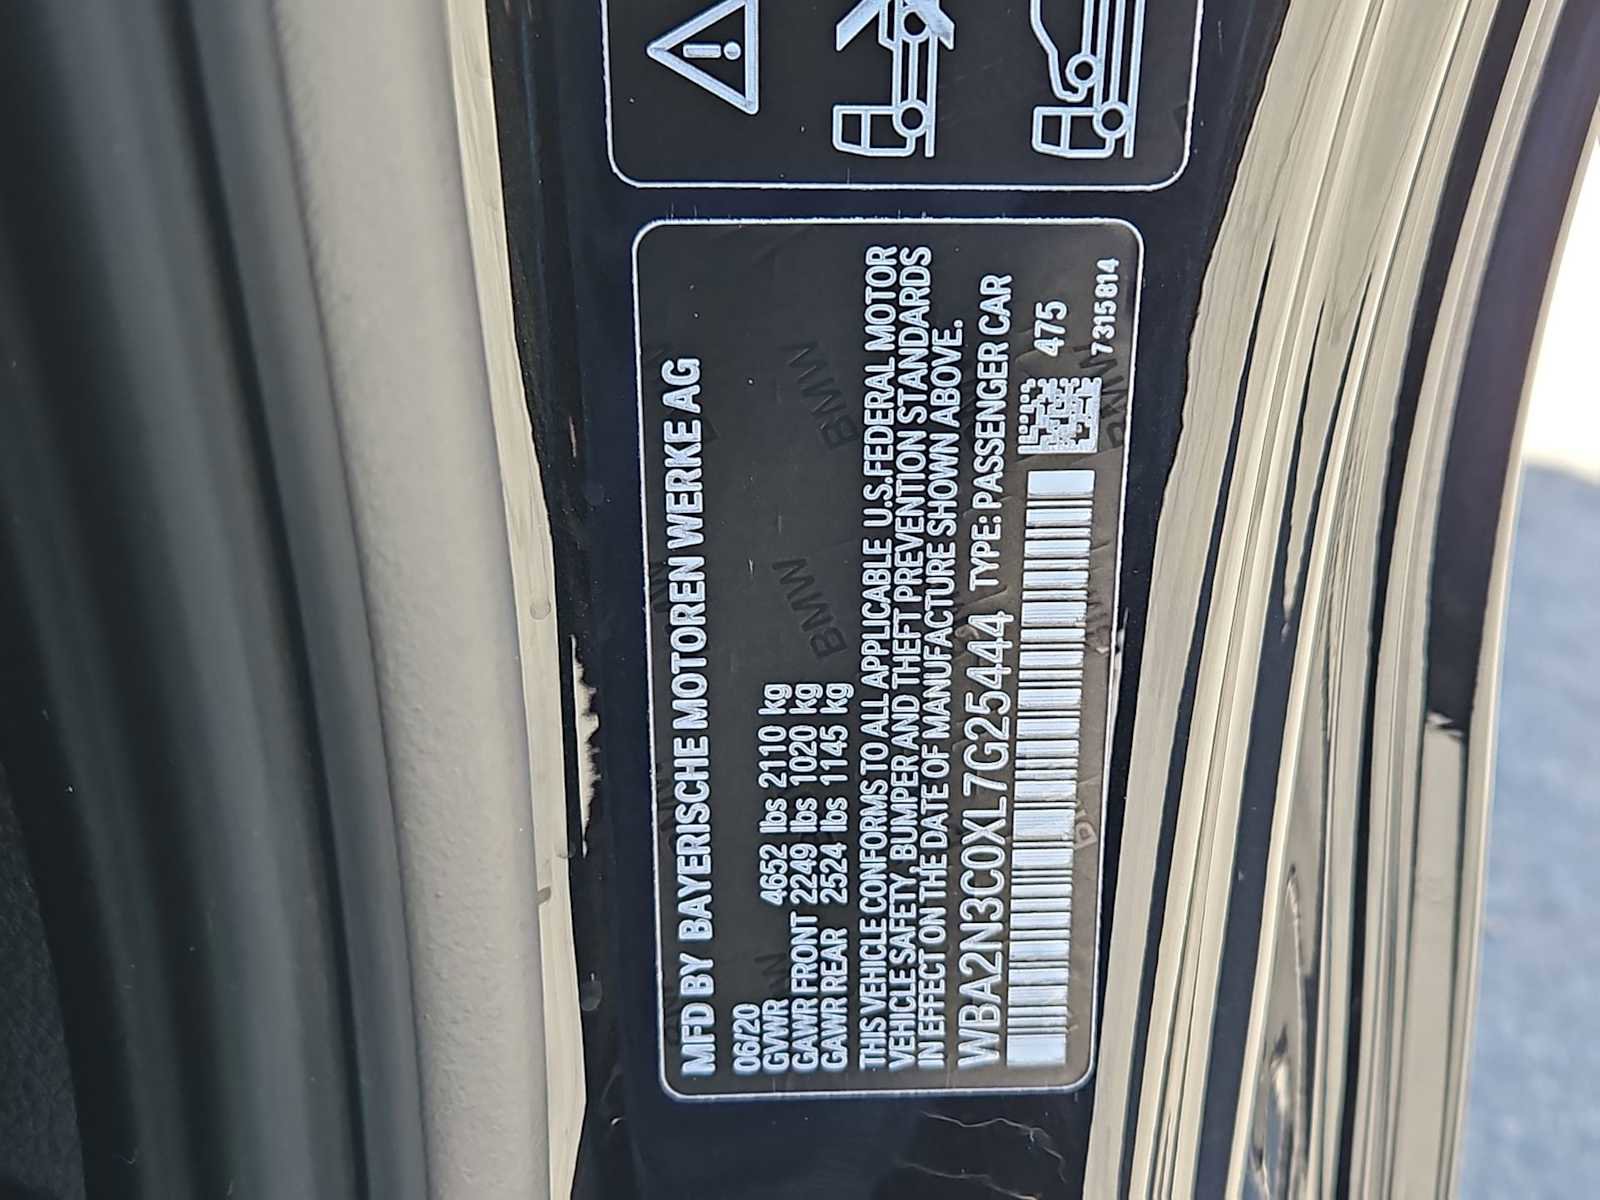 MFD BY BAYERISCHE MOTOREN WERKE AG
06/20
GVWR 4652 lbs 2110 kg
GAWR FRONT 2249 lbs 1020 kg
GAWR REAR 2524 lbs 1145 kg
THIS VEHICLE CONFORMS TO ALL APPLICABLE U.S.FEDERAL MOTOR
VEHICLE SAFETY, BUMPER AND THEFT PREVENTION STANDARDS
IN EFFECT ON THE DATE OF MANUFACTURE SHOWN ABOVE.
WBA2N3C0XL7G25444 TYPE: PASSENGER CAR
475
7315814
BMW
BMW